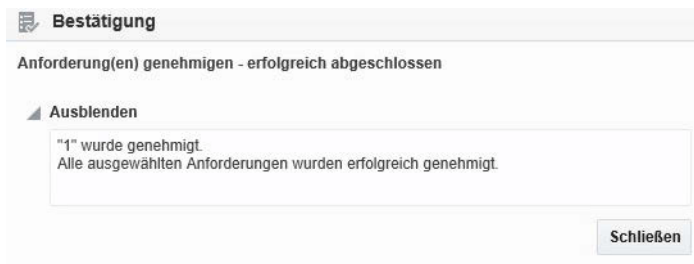 Bestätigung
Anforderung(en) genehmigen - erfolgreich abgeschlossen
Ausblenden
"1" wurde genehmigt.
Alle ausgewählten Anforderungen wurden erfolgreich genehmigt.
Schließen